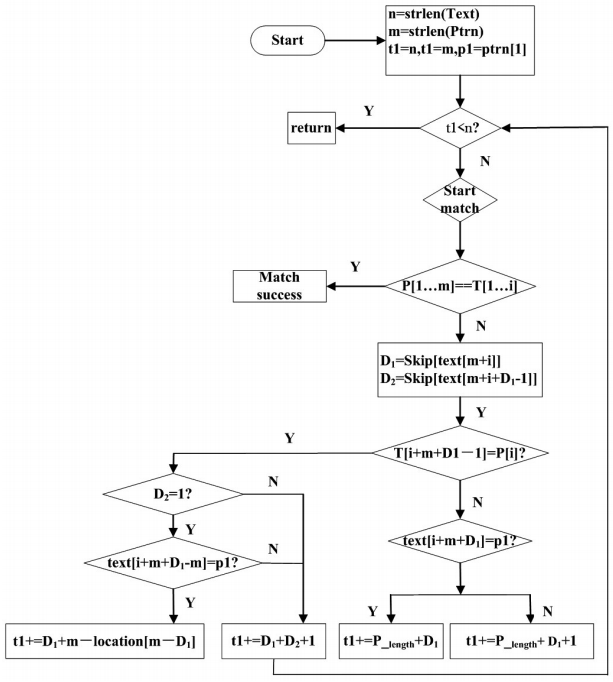 n=strlen(Text)
m=strlen(Ptrn)
t1=n,t1=m,p1=ptrn[1]
Start
Y
return
t1<n?
N
Start
match
Y
Match
success
P[1…m]==T[1…i]
N
D₁=Skip[text[m+i]]
D₂=Skip[text[m+i+D₁-1]]
Y
Y
T[i+m+D1－1]=P[i]?
N
D₂=1?
N
Y
text[i+m+D₁]=p1?
N
text[i+m+D₁-m]=p1?
Y
Y
N
t1+=D₁+m－location[m－D₁]
t1+=D₁+D₂+1
t1+=P_length+D₁
t1+=P_length+ D₁+1